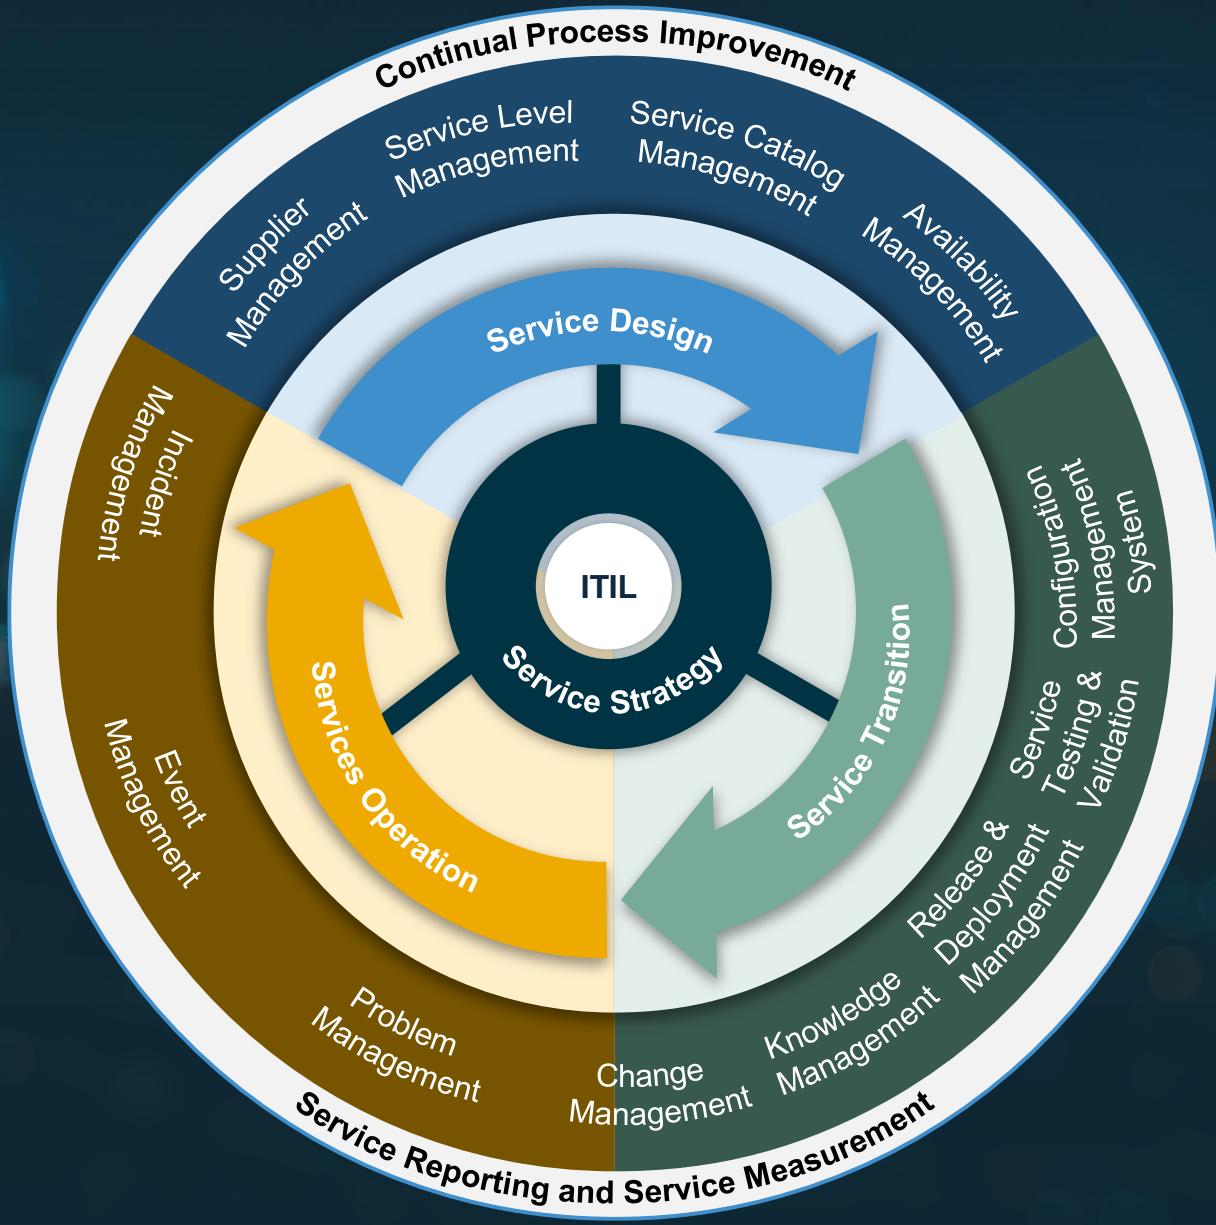 Continual Process Improvement
Supplier
Management
Service Level
Management
Service Catalog
Management
Availability
Management
Configuration
Management
System
Service
Testing &
Validation
Release &
Deployment
Management
Knowledge
Management
Change
Management
Problem
Management
Event
Management
Incident
Management
Service Design
Service Transition
Services Operation
ITIL
Service Strategy
Service Reporting and Service Measurement